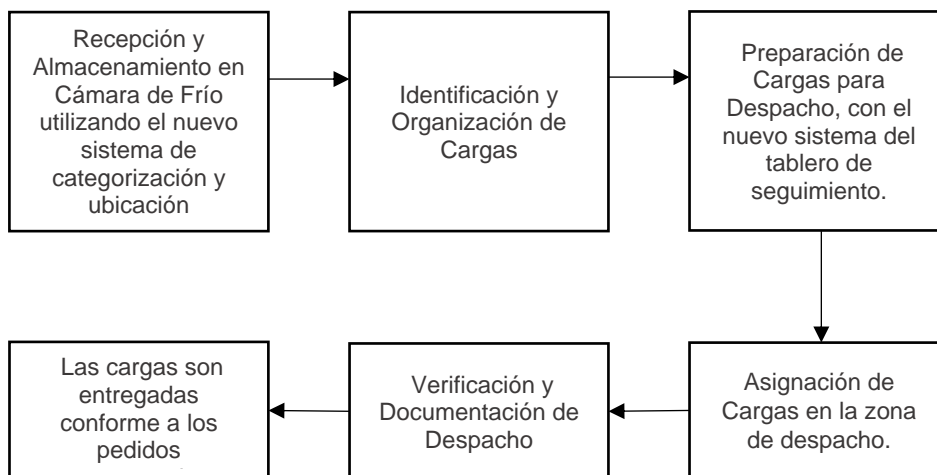 Recepción y
Almacenamiento en
Cámara de Frío
utilizando el nuevo
sistema de
categorización y
ubicación
Identificación y
Organización de
Cargas
Preparación de
Cargas para
Despacho, con el
nuevo sistema del
tablero de
seguimiento.
Asignación de
Cargas en la zona
de despacho.
Verificación y
Documentación de
Despacho
Las cargas son
entregadas
conforme a los
pedidos